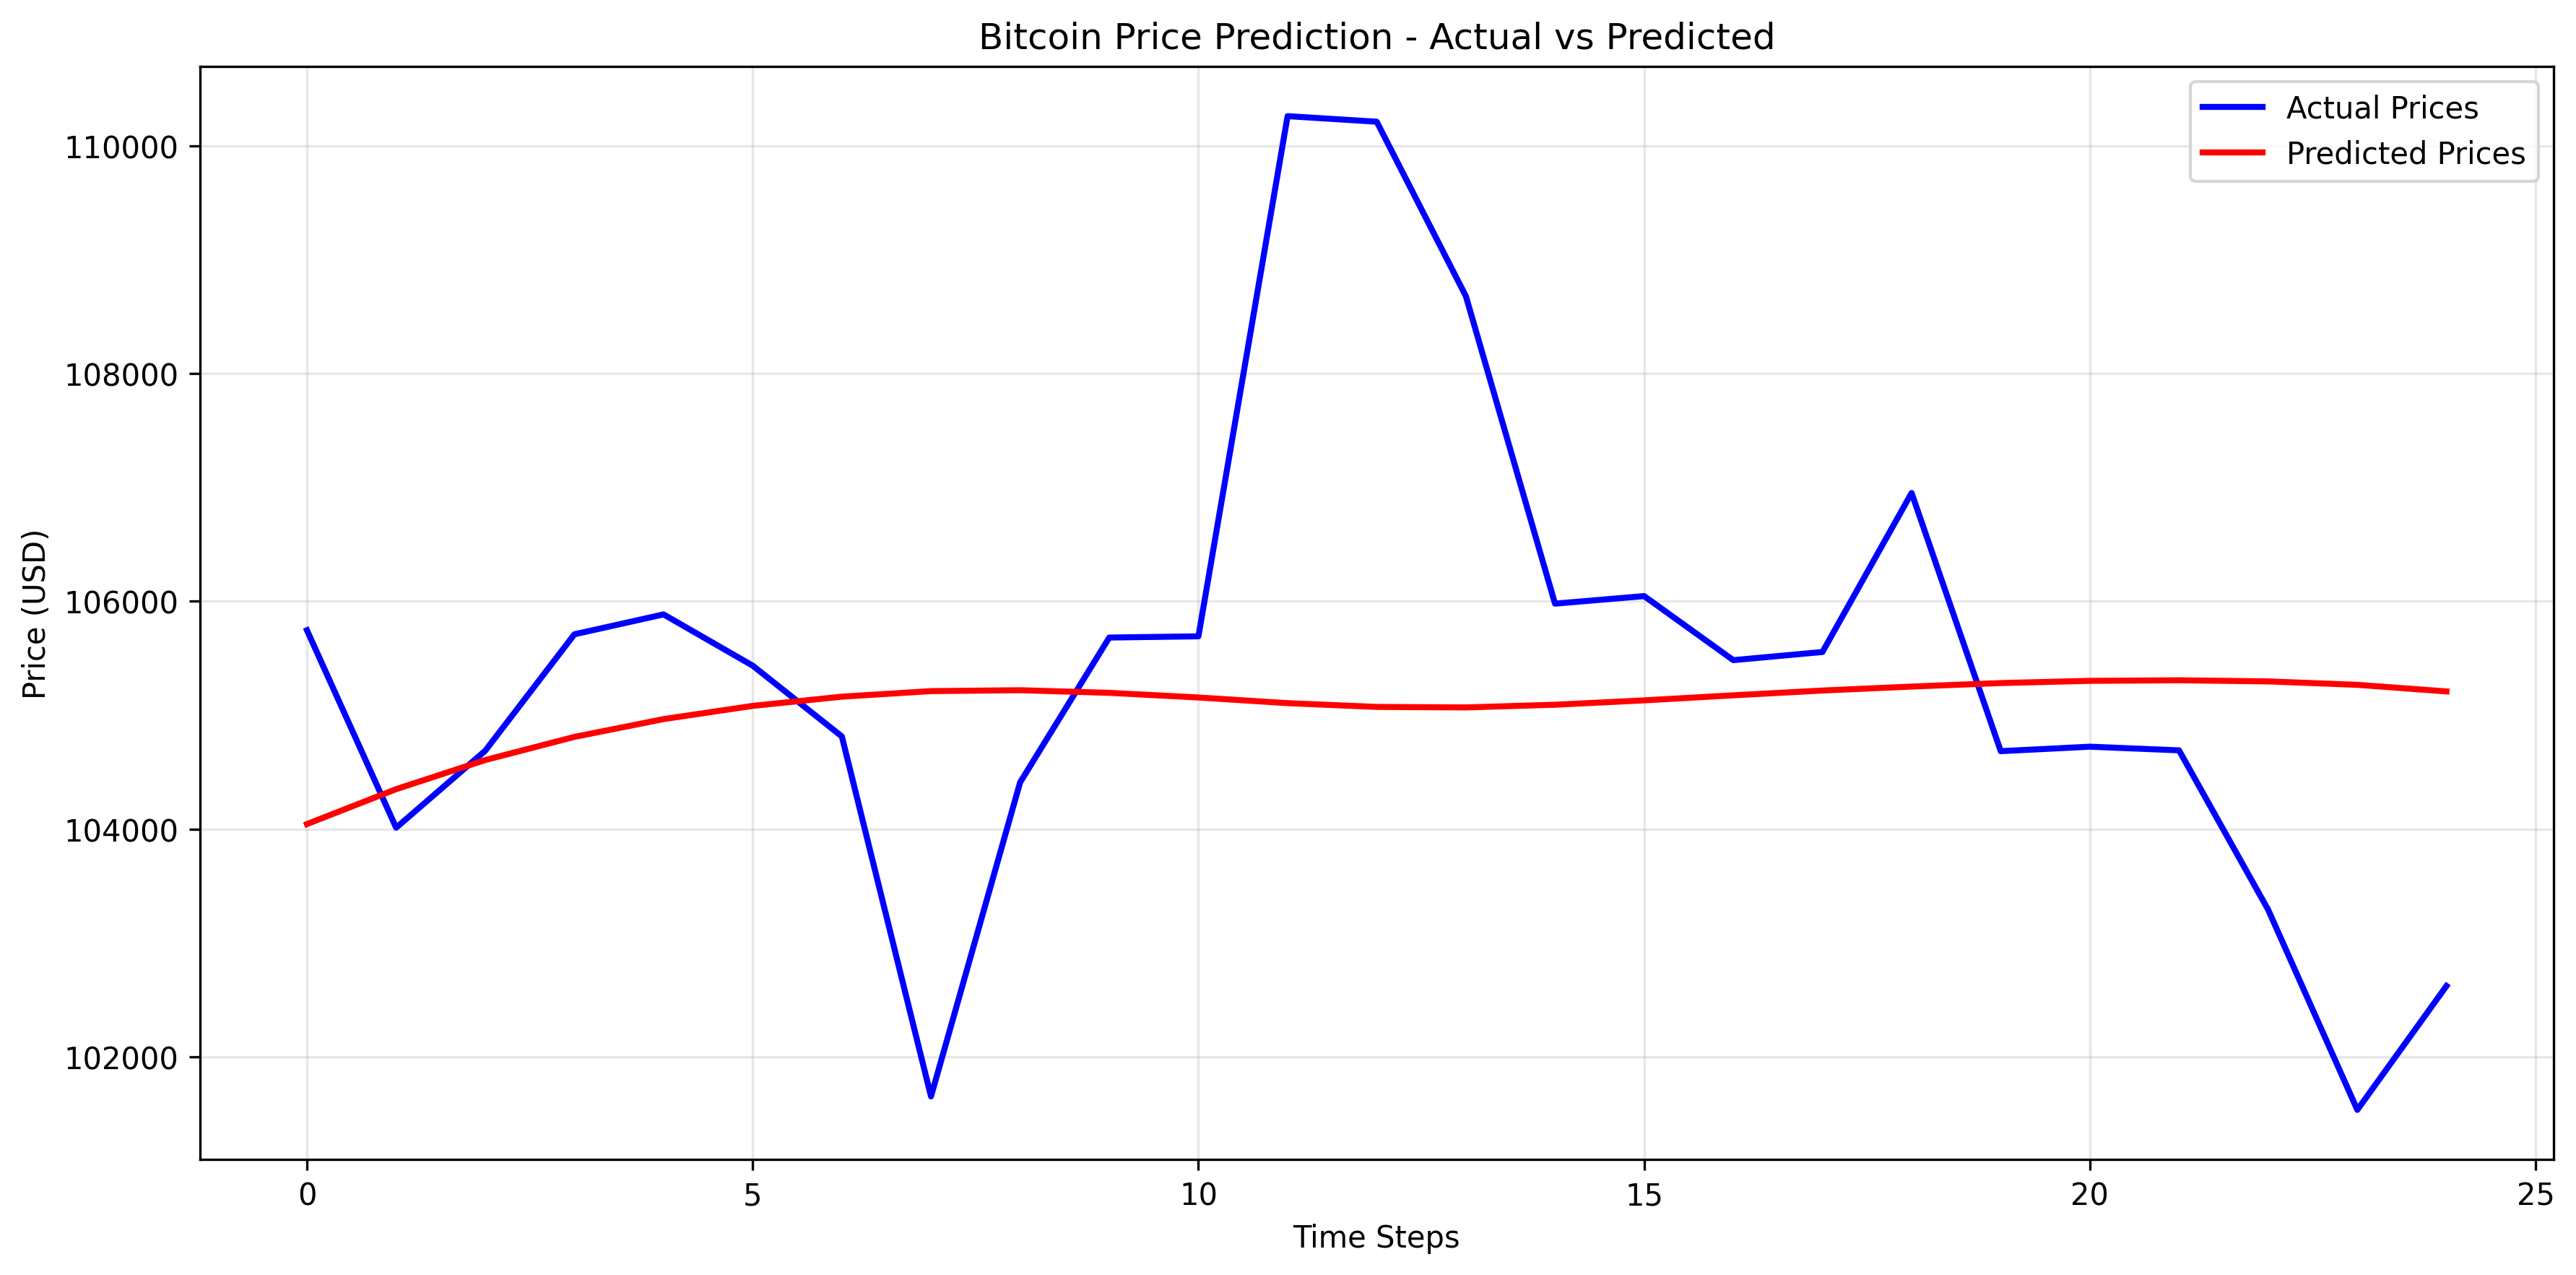 Bitcoin Price Prediction - Actual vs Predicted
Actual Prices
Predicted Prices
Price (USD)
110000
108000
106000
104000
102000
0 5 10 15 20 25
Time Steps